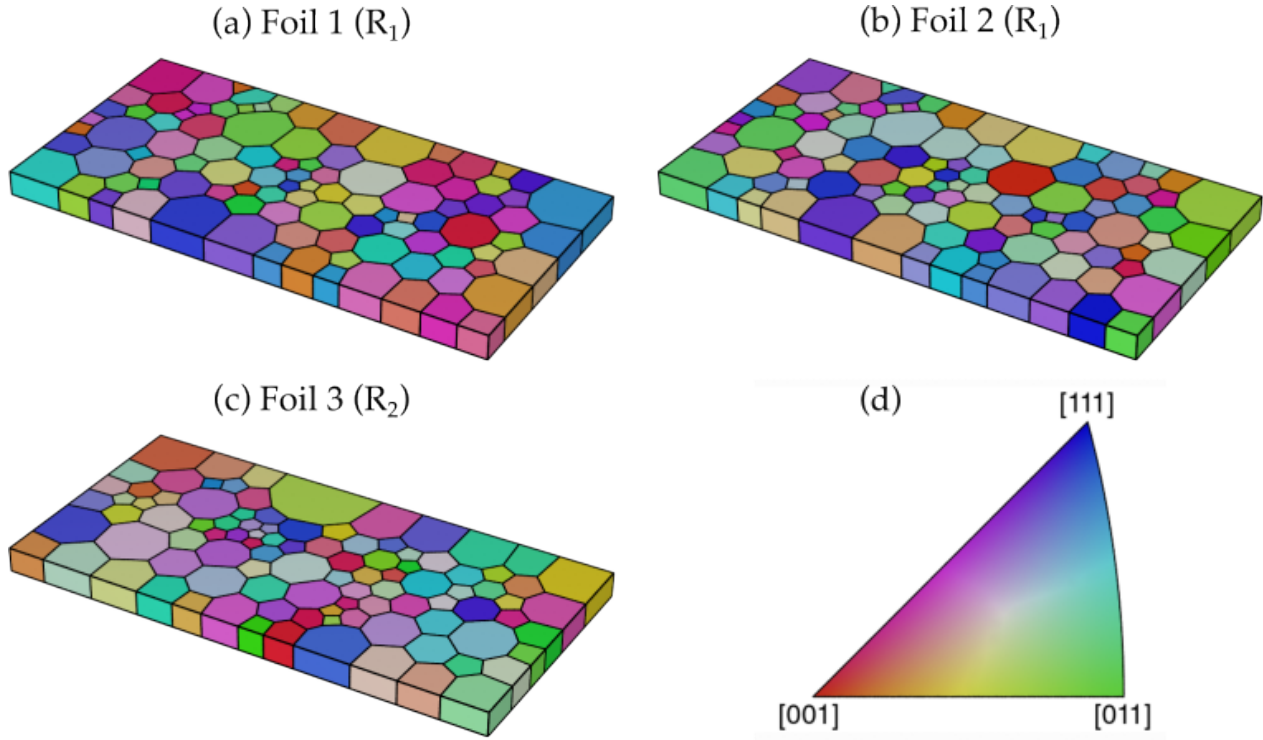 (a) Foil 1 (R₁)
(b) Foil 2 (R₁)
(c) Foil 3 (R₂)
(d)
[111]
[001]
[011]